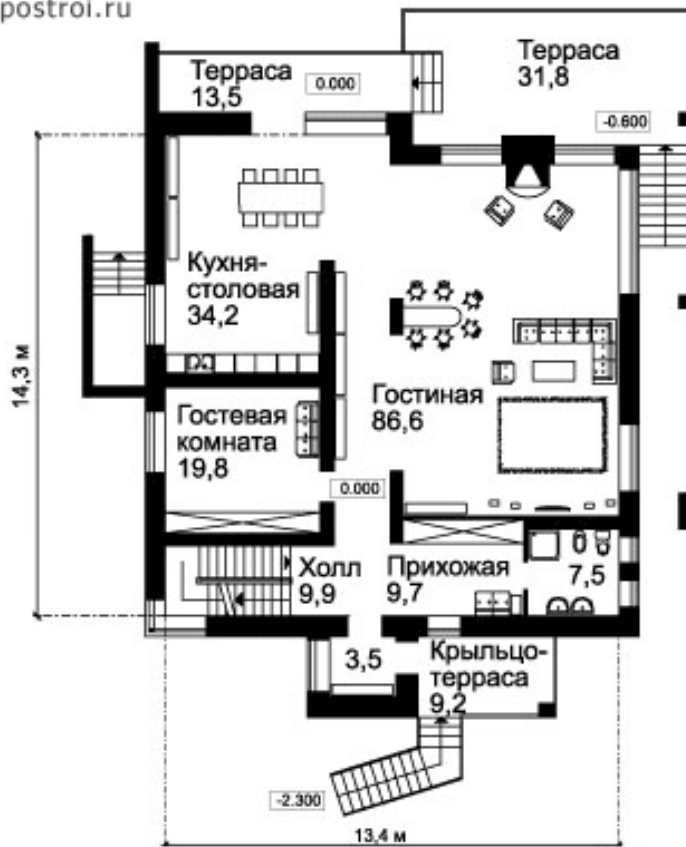 postroi.ru
Терраса
31,8
Терраса
13,5
0.000
-0.600
Кухня-
столовая
34,2
14,3 м
Гостиная
86,6
Гостевая
комната
19,8
0.000
Холл
9,9
Прихожая
9,7
7,5
3,5
Крыльцо-
терраса
9,2
-2.300
13,4 м